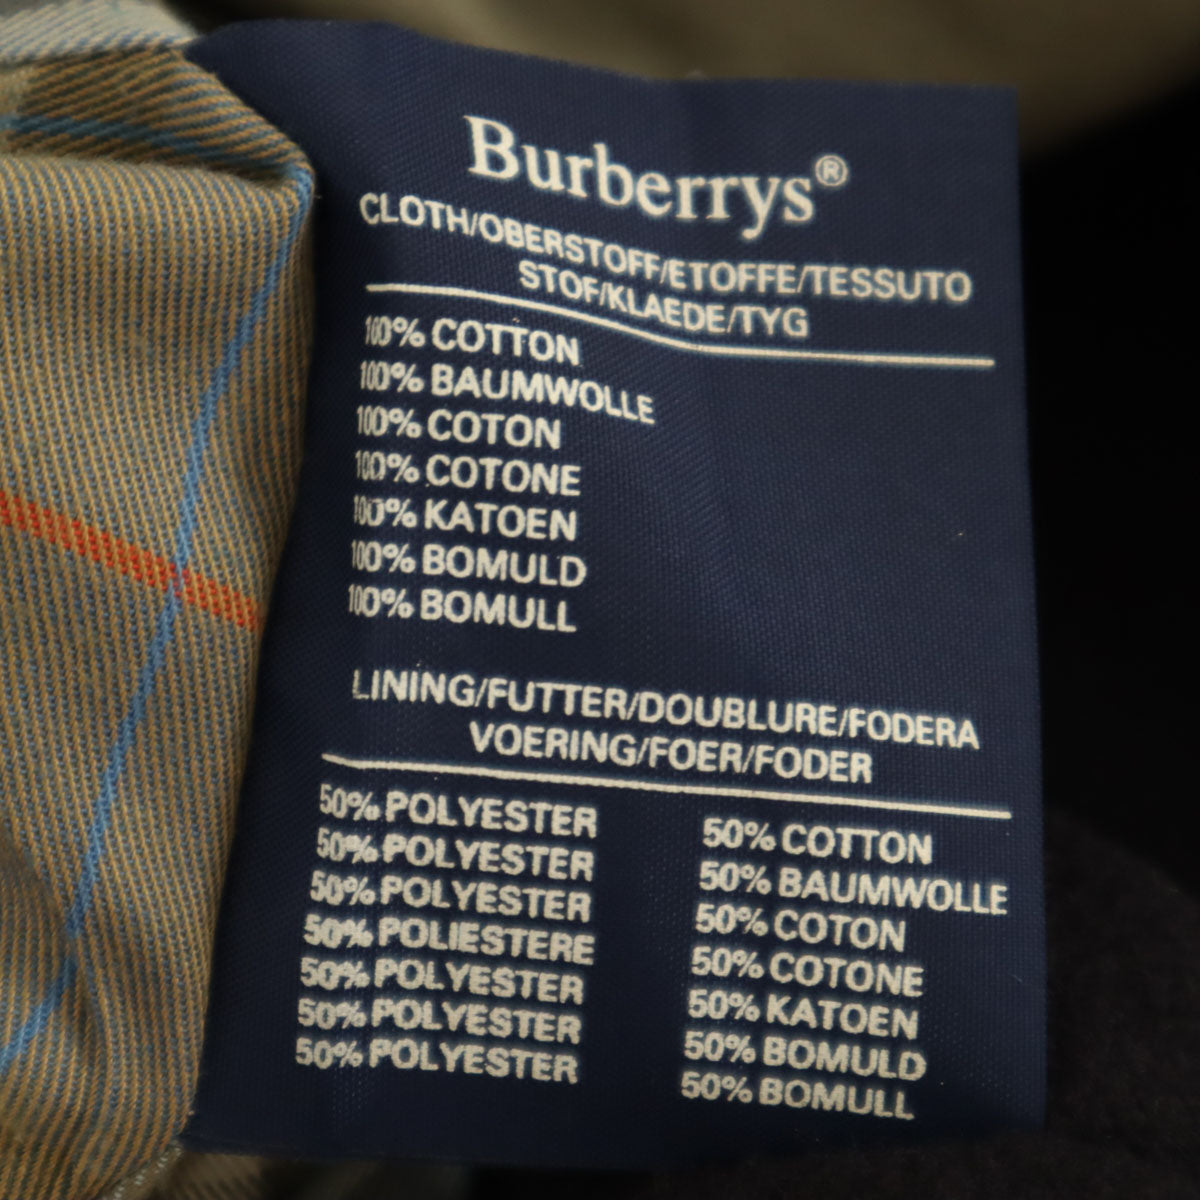 Burberrys®
CLOTH/OBERSTOFF/ETOFFE/TESSUTO
STOF/KLAEDE/TYG
100% COTTON
100% BAUMWOLLE
100% COTON
100% COTONE
100% KATOEN
100% BOMULD
100% BOMULL
LINING/FUTTER/DOUBLURE/FODERA
VOERING/FOER/FODER
50% POLYESTER 50% COTTON
50% POLYESTER 50% BAUMWOLLE
50% POLYESTER 50% COTON
50% POLIESTERE 50% COTONE
50% POLYESTER 50% KATOEN
50% POLYESTER 50% BOMULD
50% POLYESTER 50% BOMULL